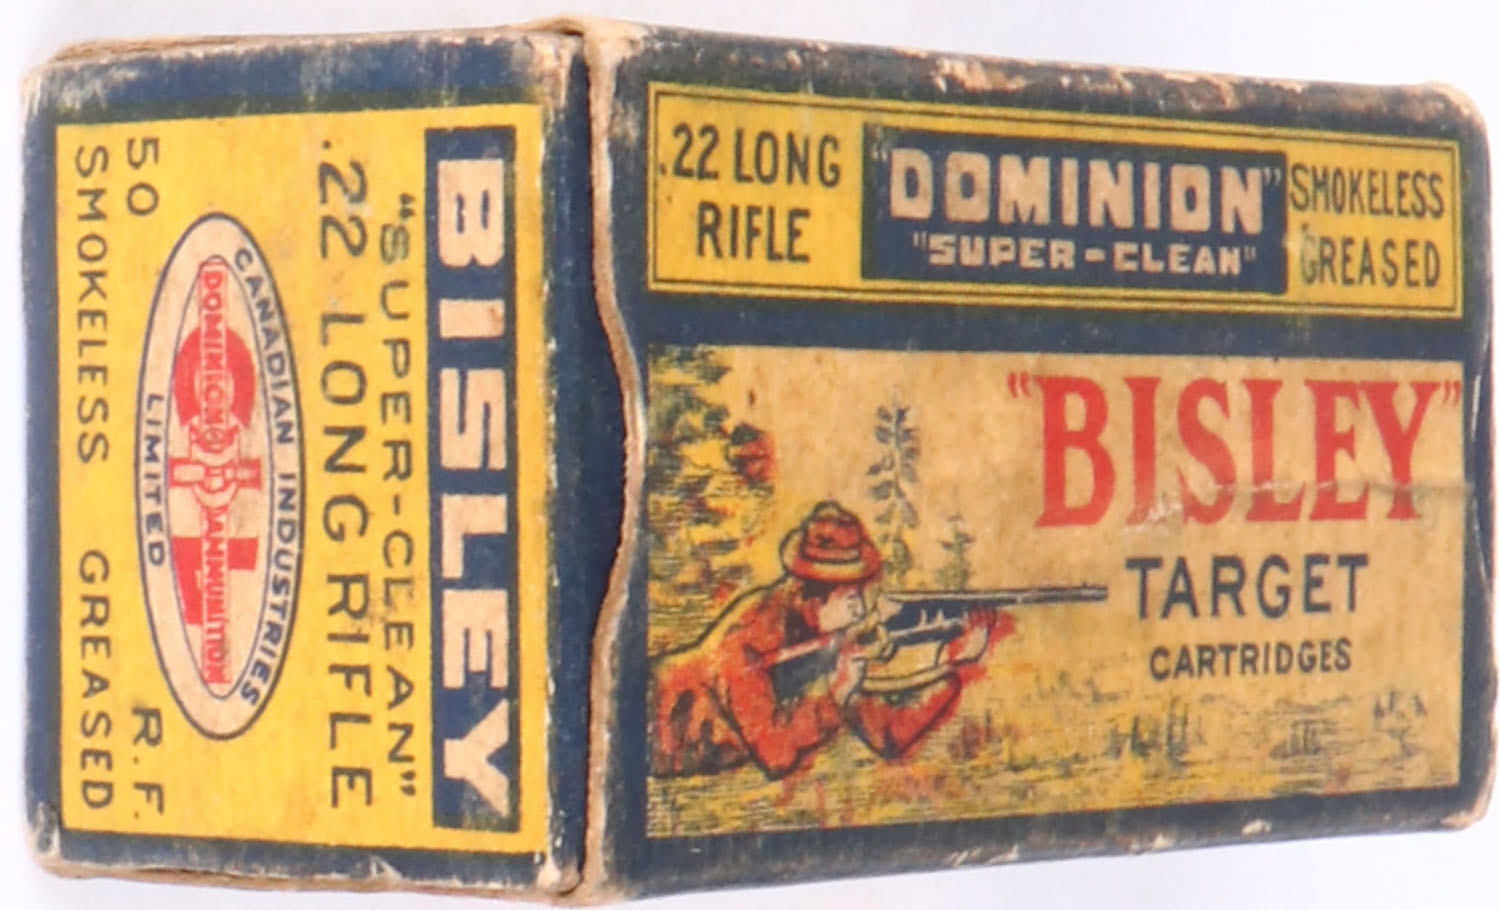 .22 LONG
RIFLE
"DOMINION"
"SUPER-CLEAN"
SMOKELESS
GREASED
"BISLEY"
TARGET
CARTRIDGES
BISLEY
"SUPER-CLEAN"
.22 LONG RIFLE
CANADIAN INDUSTRIES
DOMINION AMMUNITION
LIMITED
50 R.F.
SMOKELESS GREASED